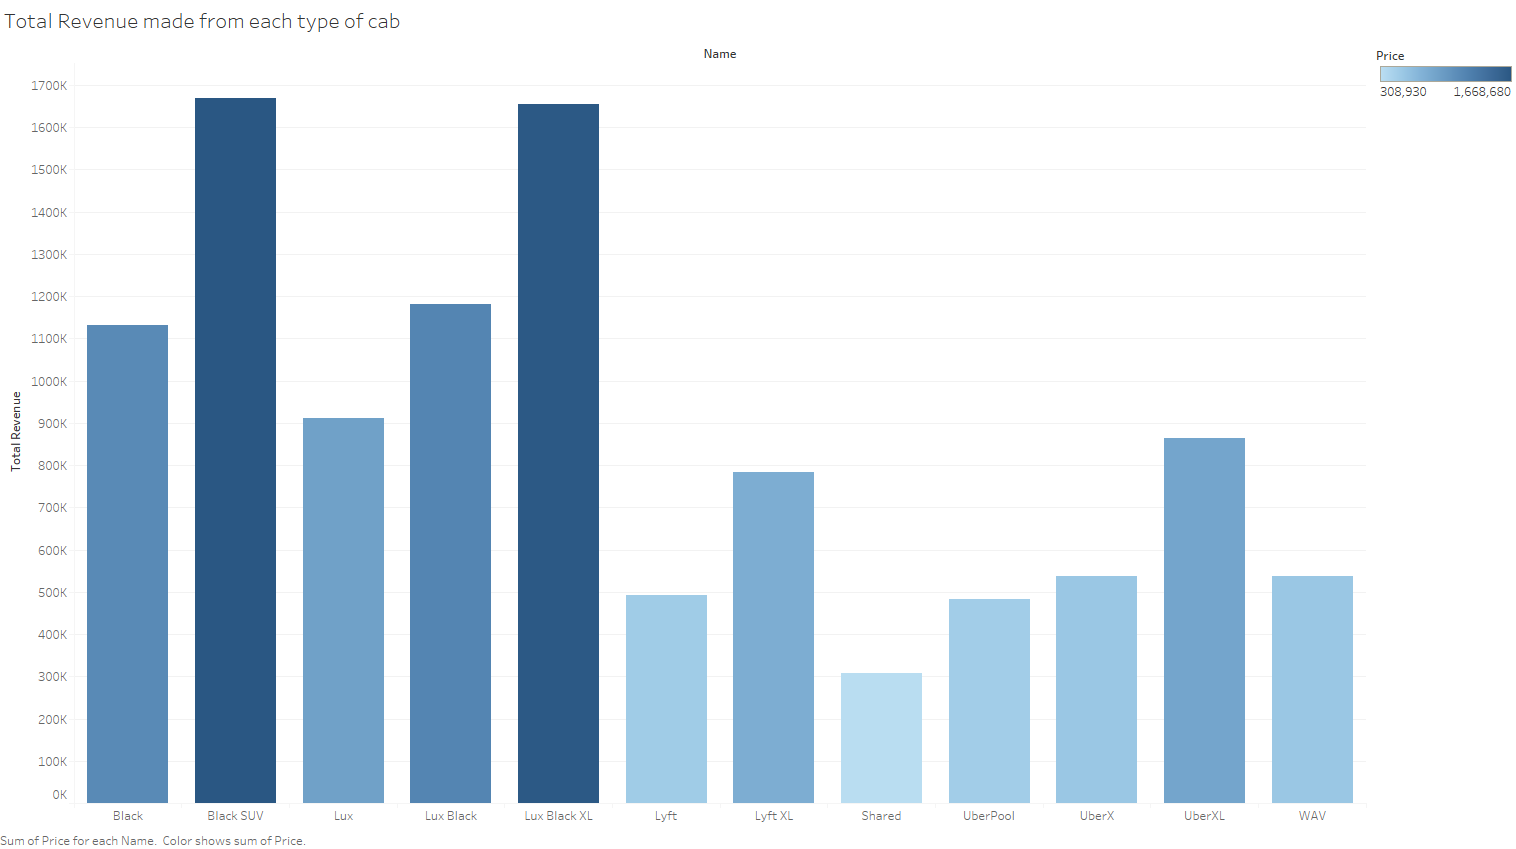 Total Revenue made from each type of cab
Name
Price
308,930 1,668,680
1700K
1600K
1500K
1400K
1300K
1200K
1100K
1000K
900K
800K
700K
600K
500K
400K
300K
200K
100K
0K
Total Revenue
Black Black SUV Lux Lux Black Lux Black XL Lyft Lyft XL Shared UberPool UberX UberXL WAV
Sum of Price for each Name. Color shows sum of Price.